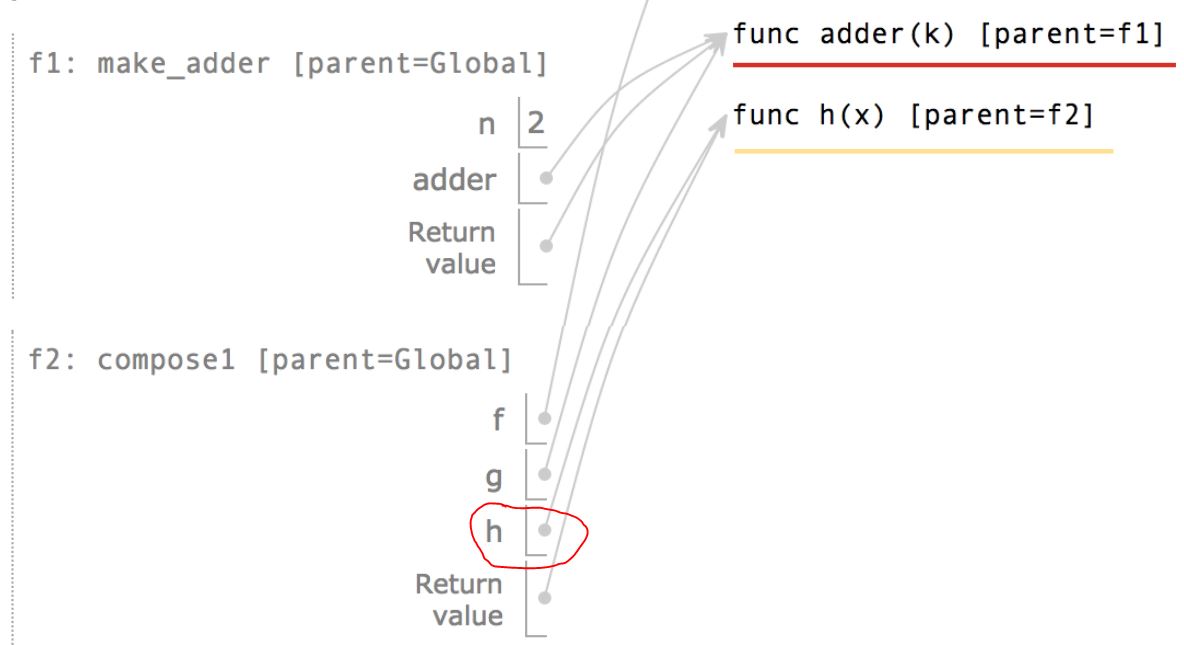 func adder(k) [parent=f1]
f1: make_adder [parent=Global]
func h(x) [parent=f2]
n 2
adder
Return
value
f2: compose1 [parent=Global]
f
g
h
Return
value